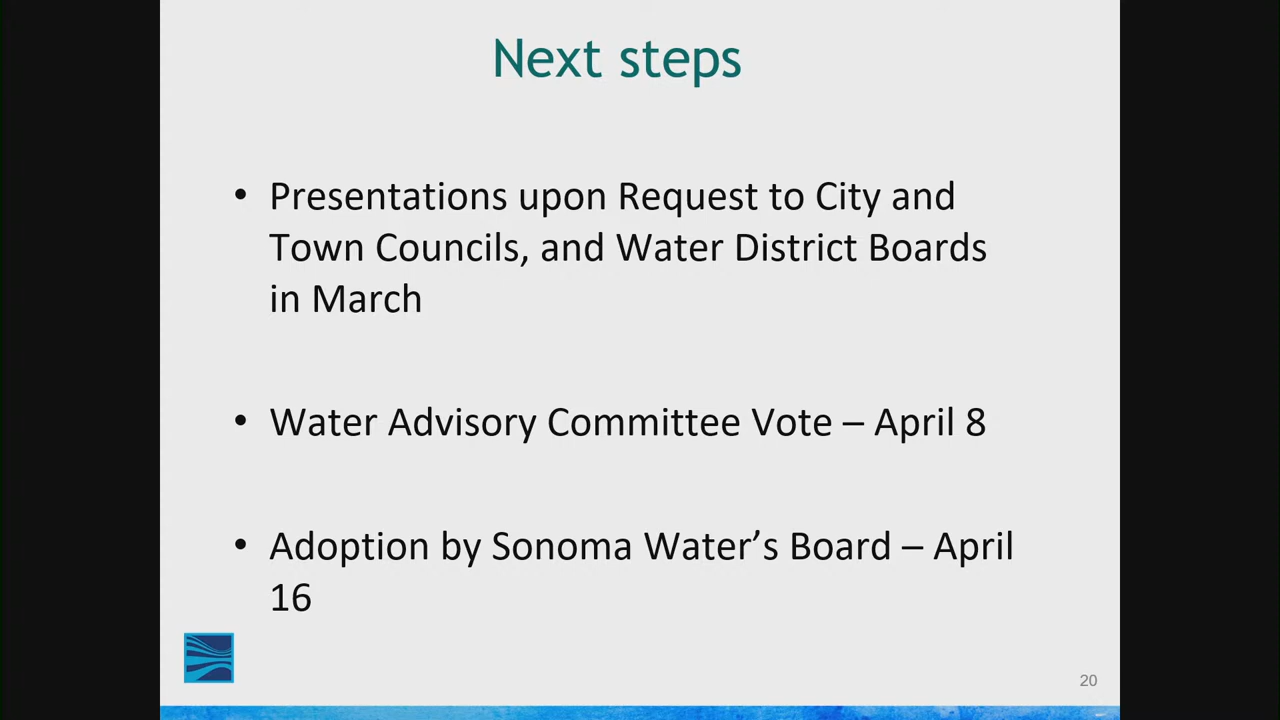 Next steps
• Presentations upon Request to City and
Town Councils, and Water District Boards
in March
• Water Advisory Committee Vote – April 8
• Adoption by Sonoma Water’s Board – April
16
20